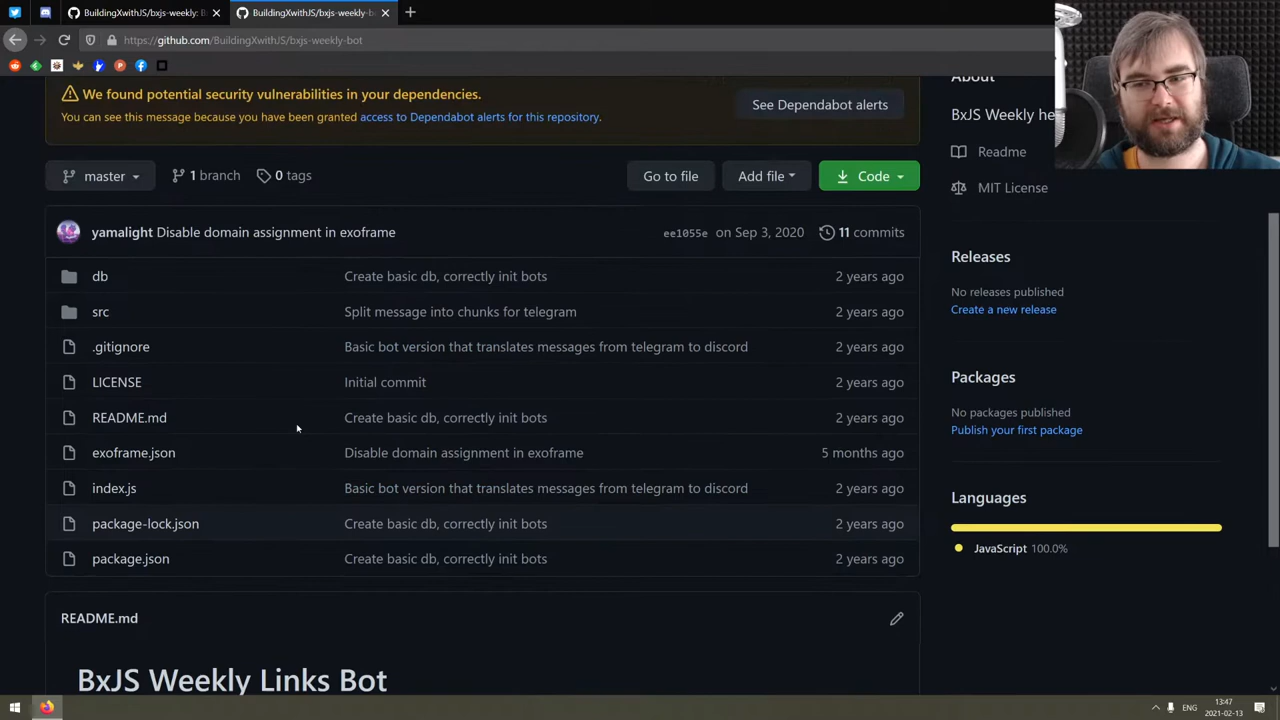 BuildingXwithJS/bxjs-weekly: B
BuildingXwithJS/bxjs-weekly-b
https://github.com/BuildingXwithJS/bxjs-weekly-bot
We found potential security vulnerabilities in your dependencies.
You can see this message because you have been granted access to Dependabot alerts for this repository.
See Dependabot alerts
master
1 branch
0 tags
Go to file
Add file
Code
yamalight Disable domain assignment in exoframe
ee1055e on Sep 3, 2020
11 commits
db Create basic db, correctly init bots 2 years ago
src Split message into chunks for telegram 2 years ago
.gitignore Basic bot version that translates messages from telegram to discord 2 years ago
LICENSE Initial commit 2 years ago
README.md Create basic db, correctly init bots 2 years ago
exoframe.json Disable domain assignment in exoframe 5 months ago
index.js Basic bot version that translates messages from telegram to discord 2 years ago
package-lock.json Create basic db, correctly init bots 2 years ago
package.json Create basic db, correctly init bots 2 years ago
README.md
BxJS Weekly Links Bot
About
BxJS Weekly he
Readme
MIT License
Releases
No releases published
Create a new release
Packages
No packages published
Publish your first package
Languages
JavaScript 100.0%
ENG
13:47
2021-02-13